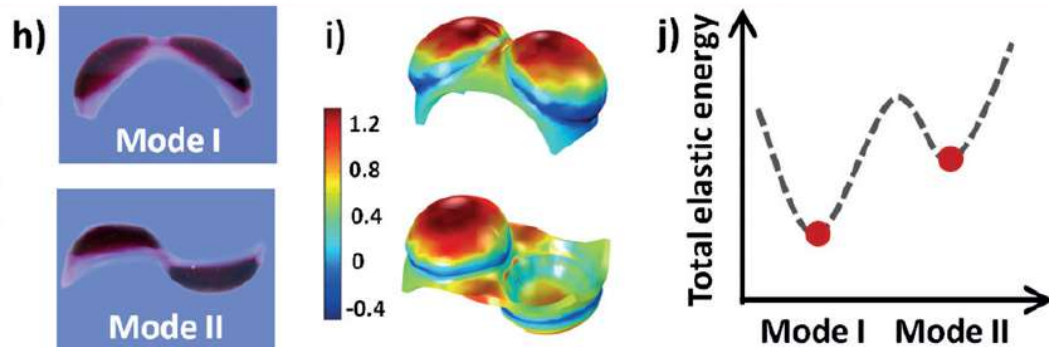 h)
Mode I
Mode II
i)
1.2
0.8
0.4
0
-0.4
j)
Total elastic energy
Mode I Mode II